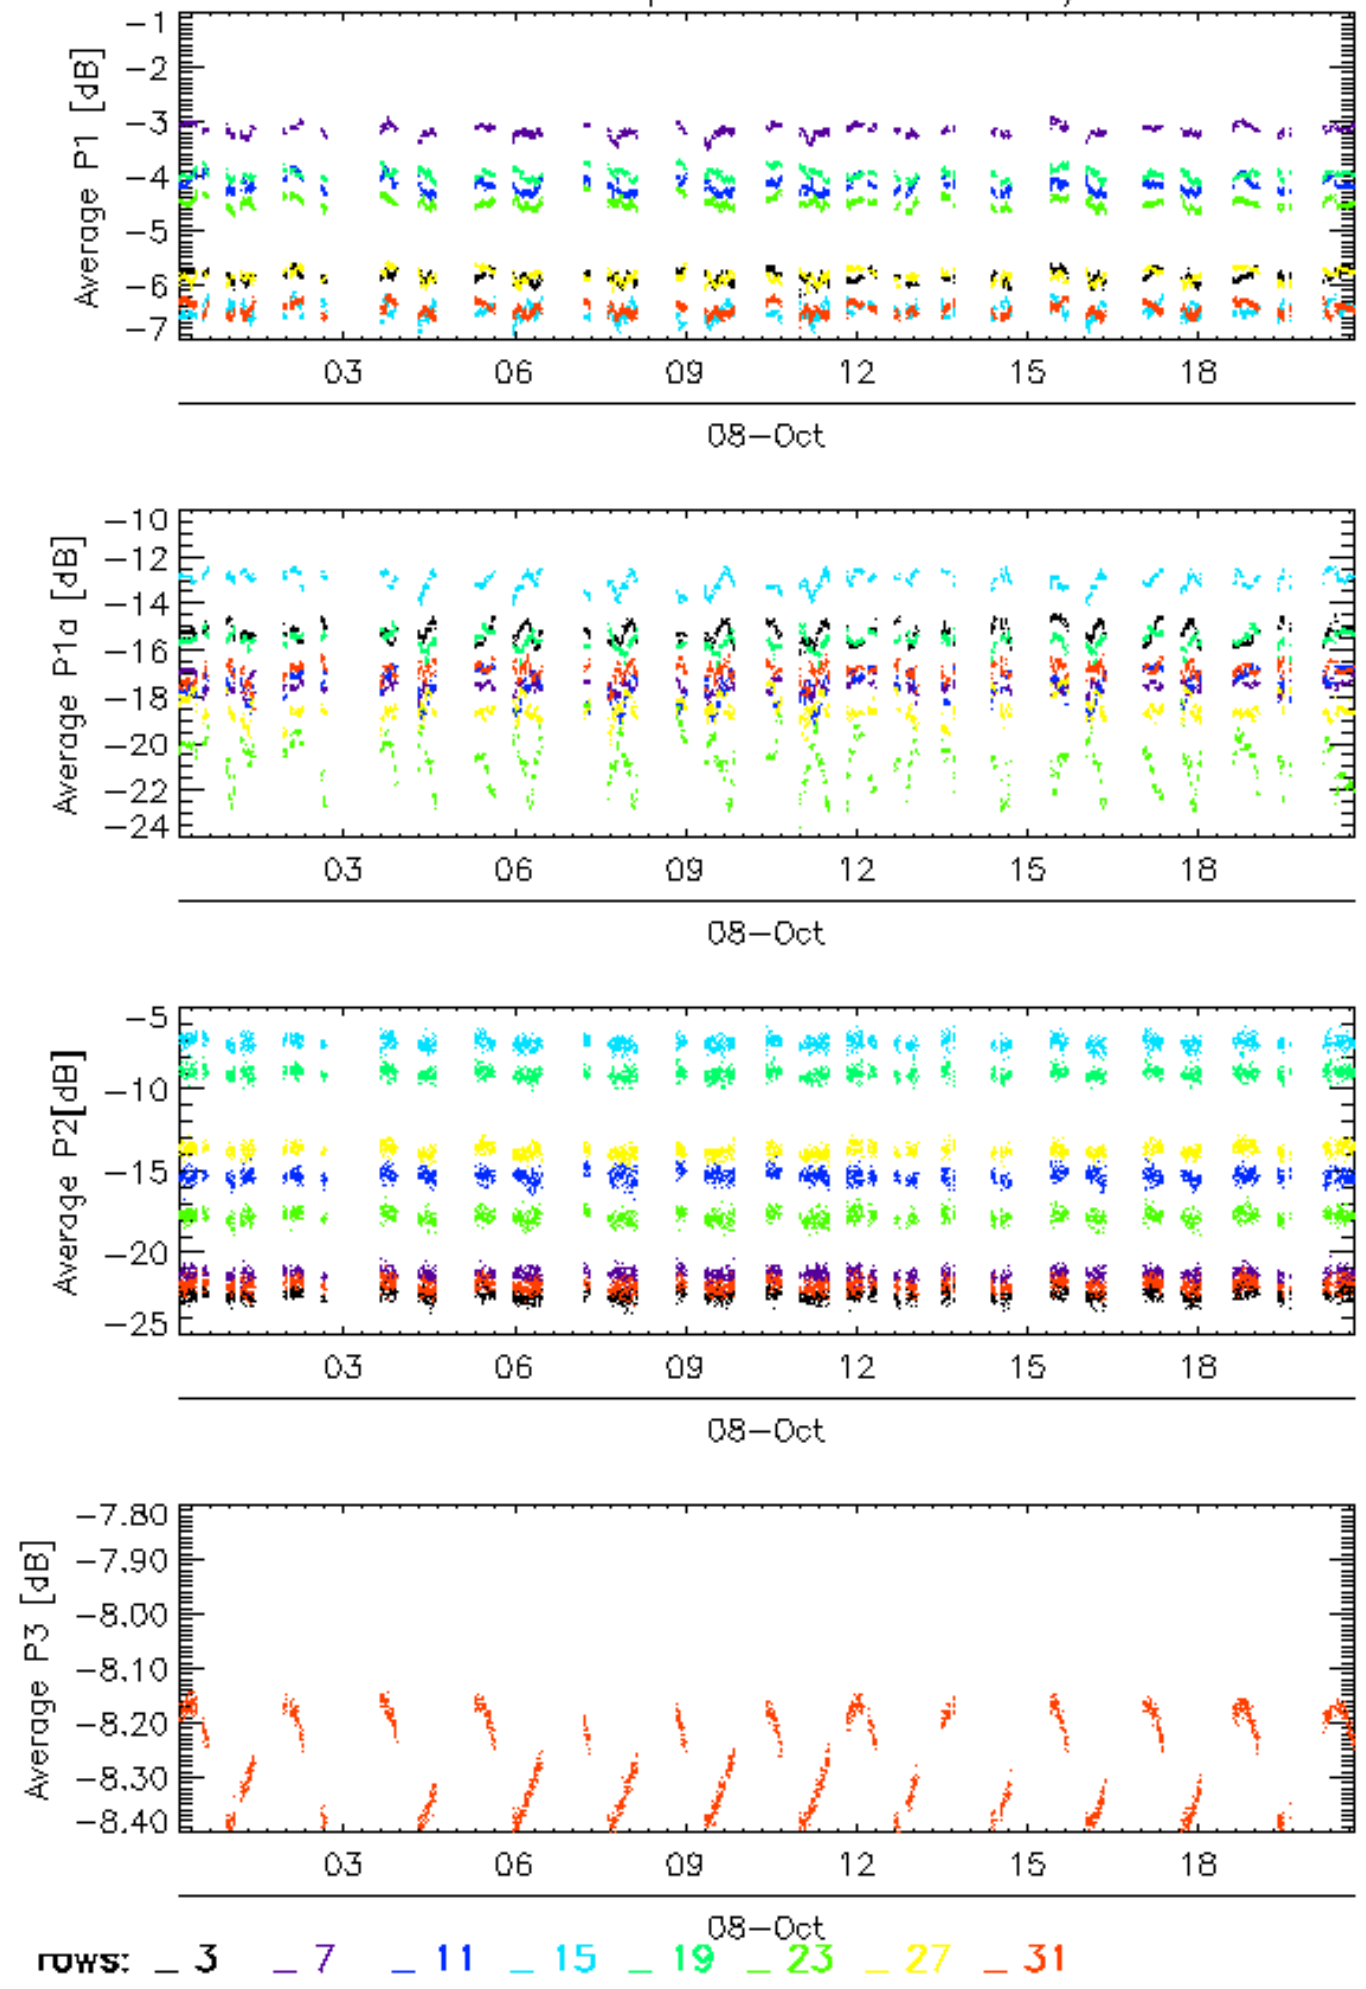 Average P1 [dB]
−1
−2
−3
−4
−5
−6
−7
03 06 09 12 15 18
08−Oct
Average P1a [dB]
−10
−12
−14
−16
−18
−20
−22
−24
03 06 09 12 15 18
08−Oct
Average P2[dB]
−5
−10
−15
−20
−25
03 06 09 12 15 18
08−Oct
Average P3 [dB]
−7.80
−7.90
−8.00
−8.10
−8.20
−8.30
−8.40
03 06 09 12 15 18
08−Oct
rows: _ 3 _ 7 _ 11 _ 15 _ 19 _ 23 _ 27 _ 31